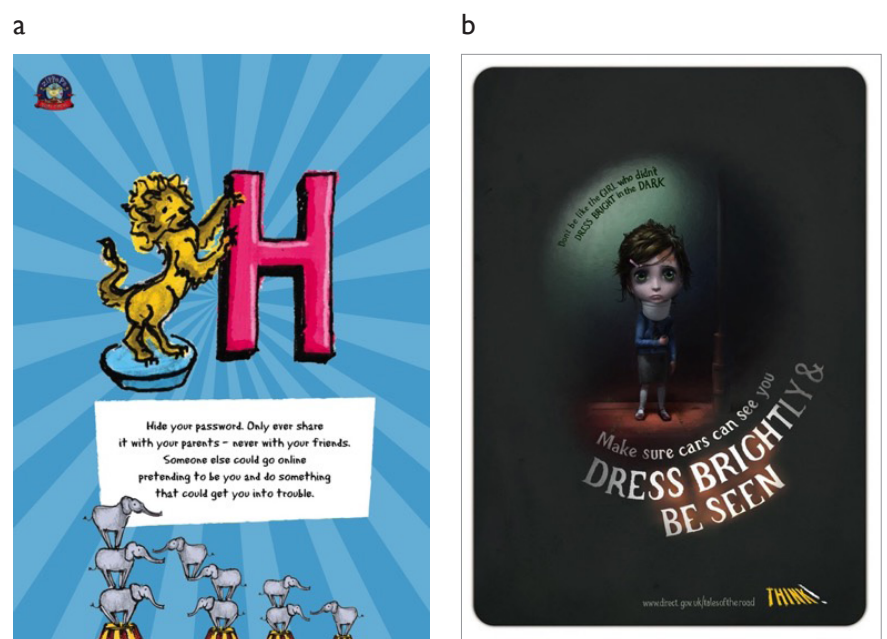 a
b
H
Hide your password. Only ever share
it with your parents – never with your friends.
Someone else could go online
pretending to be you and do something
that could get you into trouble.
Don't be like the GIRL who didn't
DRESS BRIGHT in the DARK
Make sure cars can see you
DRESS BRIGHTLY &
BE SEEN
www.direct.gov.uk/talesoftheroad
THINK!